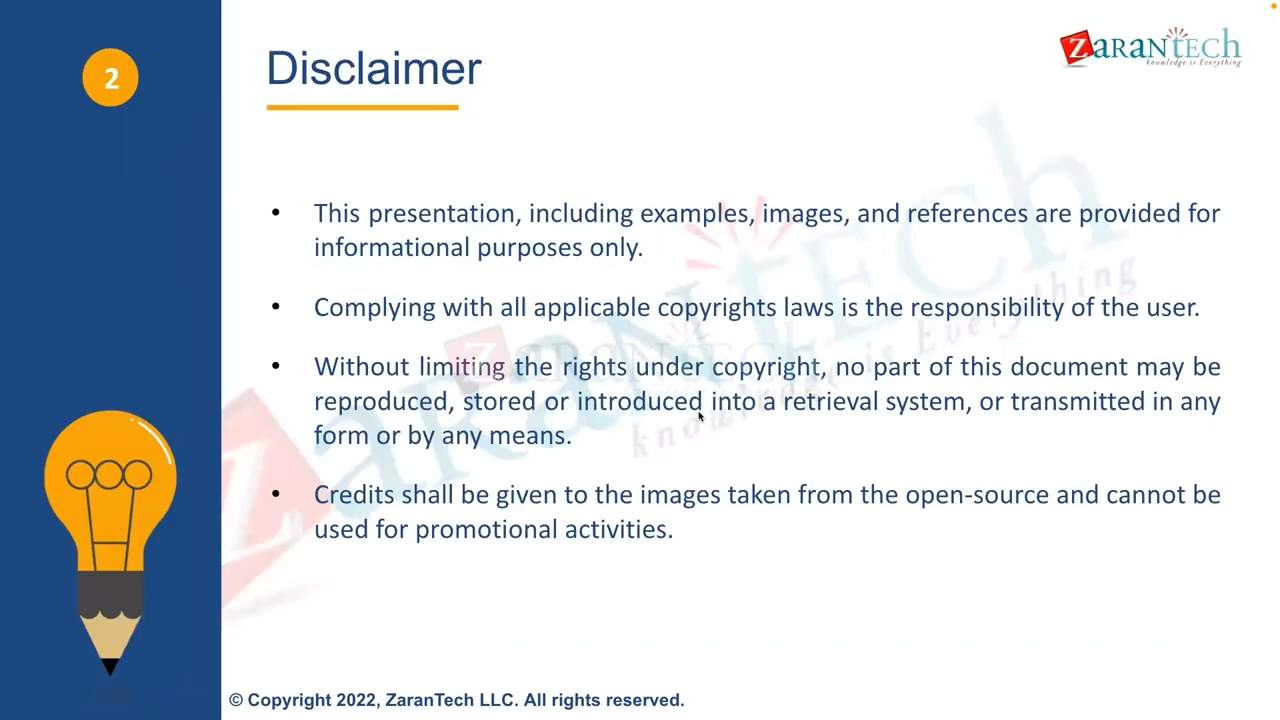 2
Disclaimer
ZARANTECH
knowledge is Everything
• This presentation, including examples, images, and references are provided for
informational purposes only.
• Complying with all applicable copyrights laws is the responsibility of the user.
• Without limiting the rights under copyright, no part of this document may be
reproduced, stored or introduced into a retrieval system, or transmitted in any
form or by any means.
• Credits shall be given to the images taken from the open-source and cannot be
used for promotional activities.
ZARANTECH
knowledge is Everything
© Copyright 2022, ZaranTech LLC. All rights reserved.